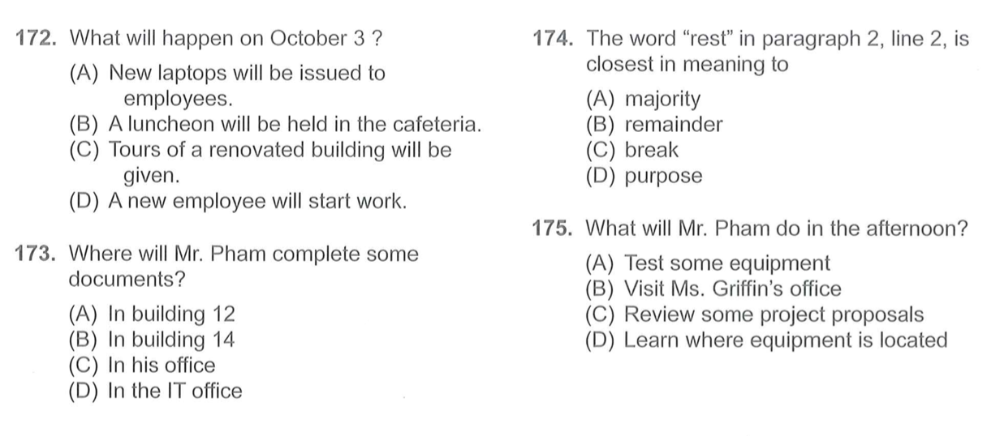 172. What will happen on October 3 ?
(A) New laptops will be issued to
employees.
(B) A luncheon will be held in the cafeteria.
(C) Tours of a renovated building will be
given.
(D) A new employee will start work.
173. Where will Mr. Pham complete some
documents?
(A) In building 12
(B) In building 14
(C) In his office
(D) In the IT office
174. The word “rest” in paragraph 2, line 2, is
closest in meaning to
(A) majority
(B) remainder
(C) break
(D) purpose
175. What will Mr. Pham do in the afternoon?
(A) Test some equipment
(B) Visit Ms. Griffin’s office
(C) Review some project proposals
(D) Learn where equipment is located